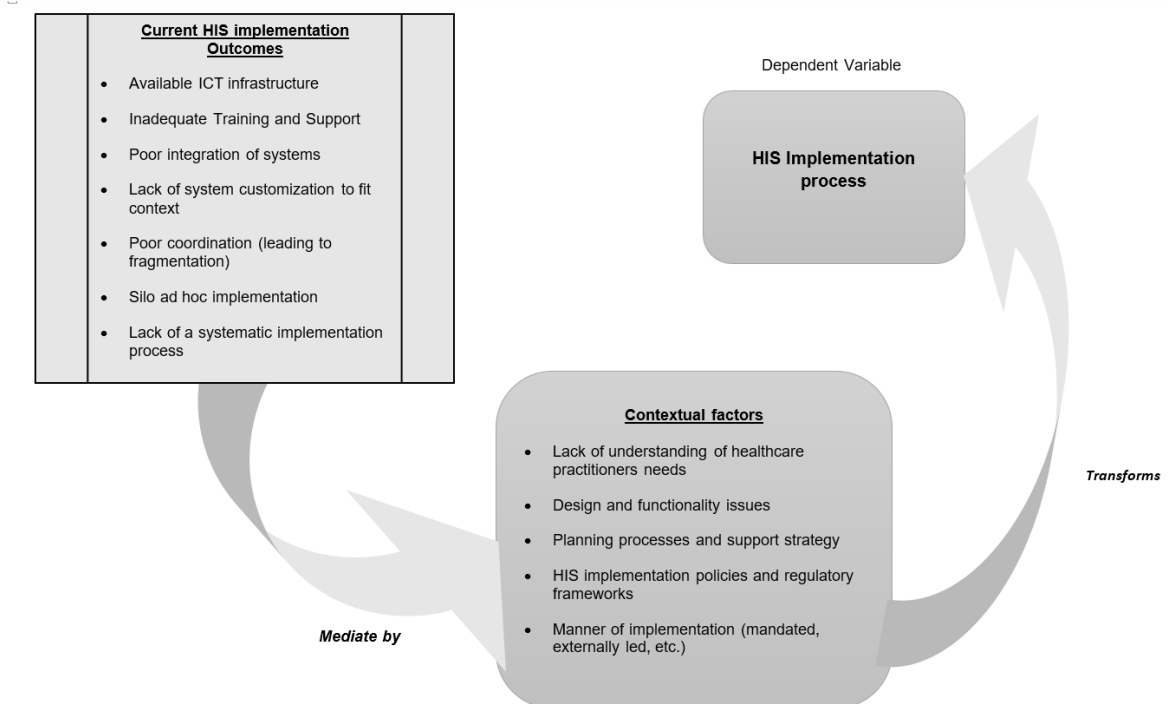 Current HIS implementation
Outcomes
• Available ICT infrastructure
• Inadequate Training and Support
• Poor integration of systems
• Lack of system customization to fit
context
• Poor coordination (leading to
fragmentation)
• Silo ad hoc implementation
• Lack of a systematic implementation
process
Dependent Variable
HIS Implementation
process
Contextual factors
• Lack of understanding of healthcare
practitioners needs
• Design and functionality issues
• Planning processes and support strategy
• HIS implementation policies and regulatory
frameworks
• Manner of implementation (mandated,
externally led, etc.)
Mediate by
Transforms